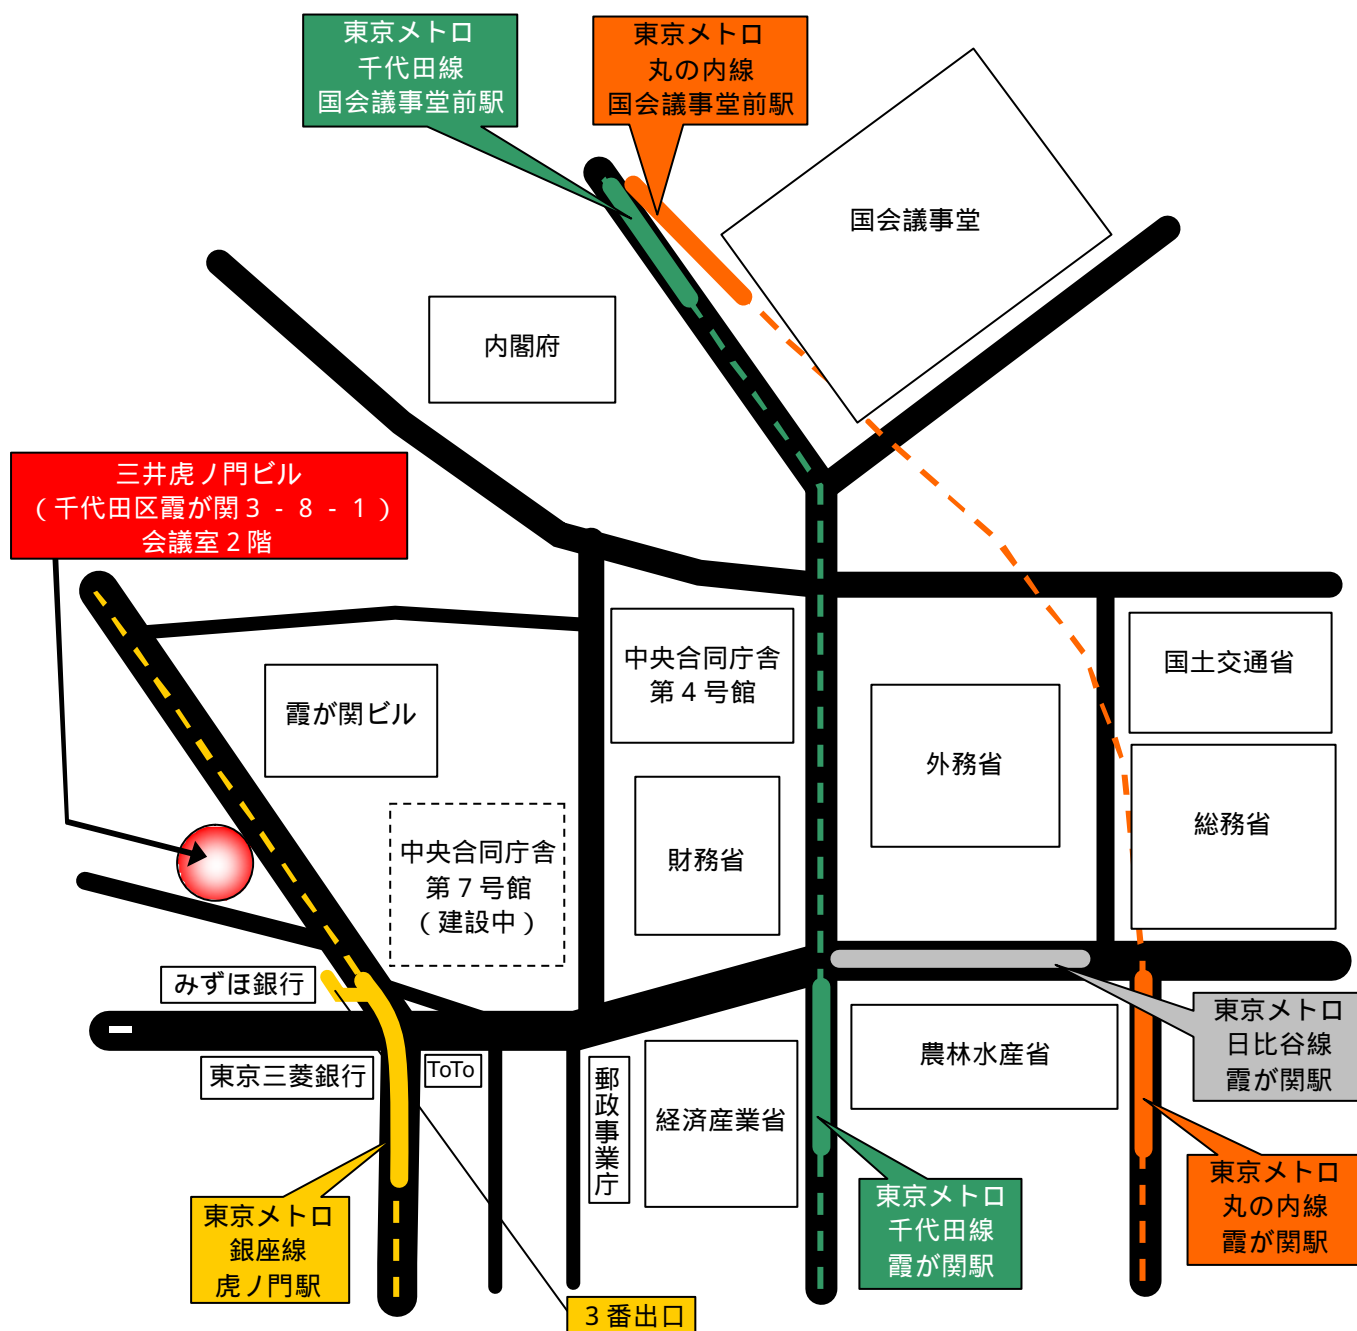 東京メトロ
千代田線
国会議事堂前駅
東京メトロ
丸の内線
国会議事堂前駅
国会議事堂
内閣府
三井虎ノ門ビル
（千代田区霞が関３－８－１）
会議室２階
中央合同庁舎
第４号館
国土交通省
霞が関ビル
外務省
総務省
中央合同庁舎
第７号館
（建設中）
財務省
みずほ銀行
東京三菱銀行
ToTo
郵政事業庁
経済産業省
農林水産省
東京メトロ
日比谷線
霞が関駅
東京メトロ
銀座線
虎ノ門駅
東京メトロ
千代田線
霞が関駅
東京メトロ
丸の内線
霞が関駅
３番出口